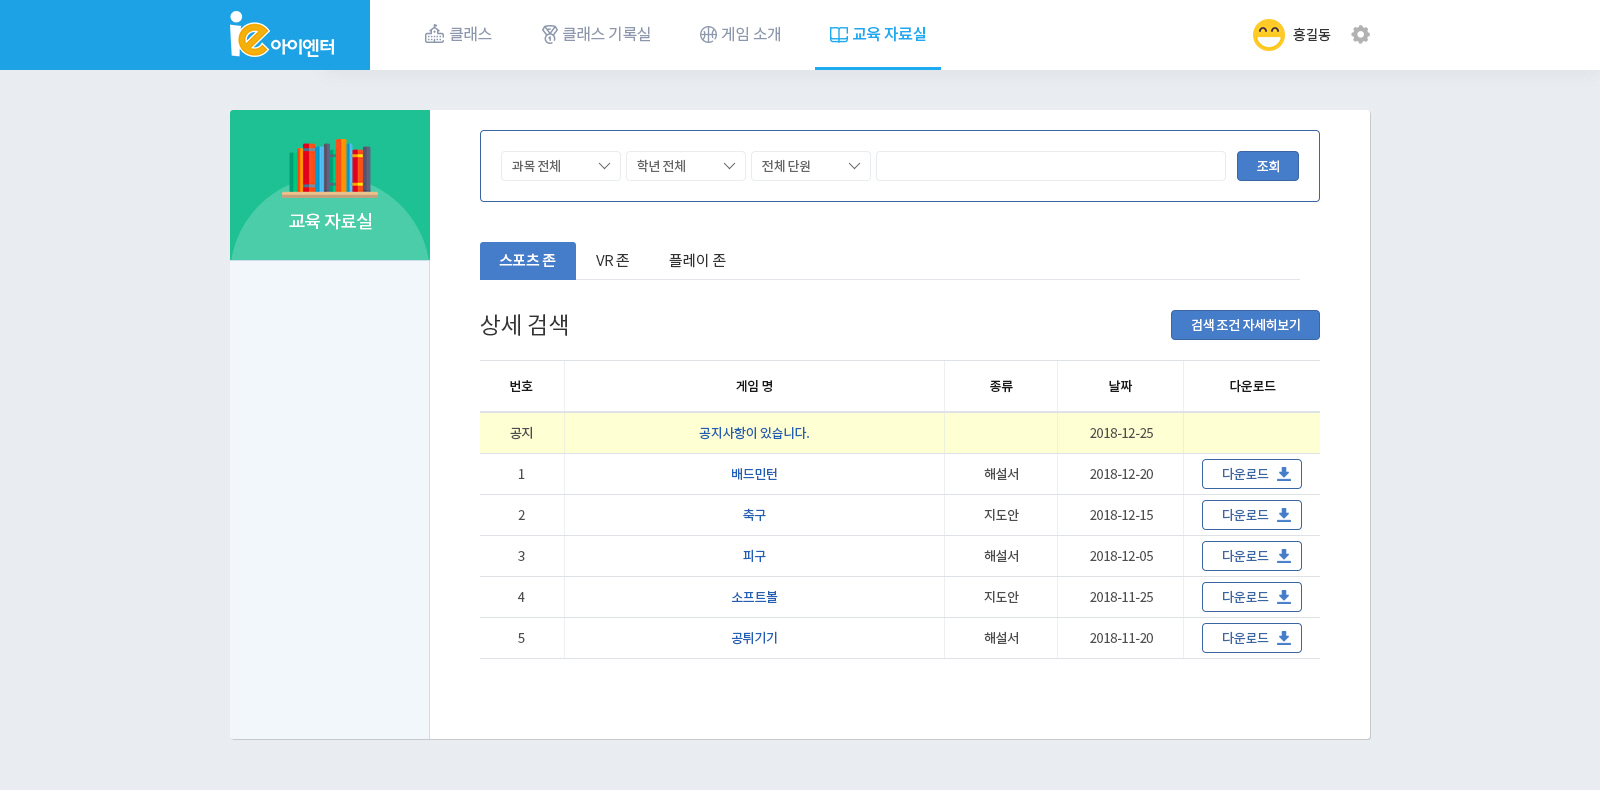 ie 아이엔터
클래스
클래스 기록실
게임 소개
교육 자료실
홍길동
교육 자료실
과목 전체
학년 전체
전체 단원
조회
스포츠 존
VR 존
플레이 존
상세 검색
검색 조건 자세히보기
번호 게임 명 종류 날짜 다운로드
공지 공지사항이 있습니다. 2018-12-25
1 배드민턴 해설서 2018-12-20 다운로드
2 축구 지도안 2018-12-15 다운로드
3 피구 해설서 2018-12-05 다운로드
4 소프트볼 지도안 2018-11-25 다운로드
5 공튀기기 해설서 2018-11-20 다운로드